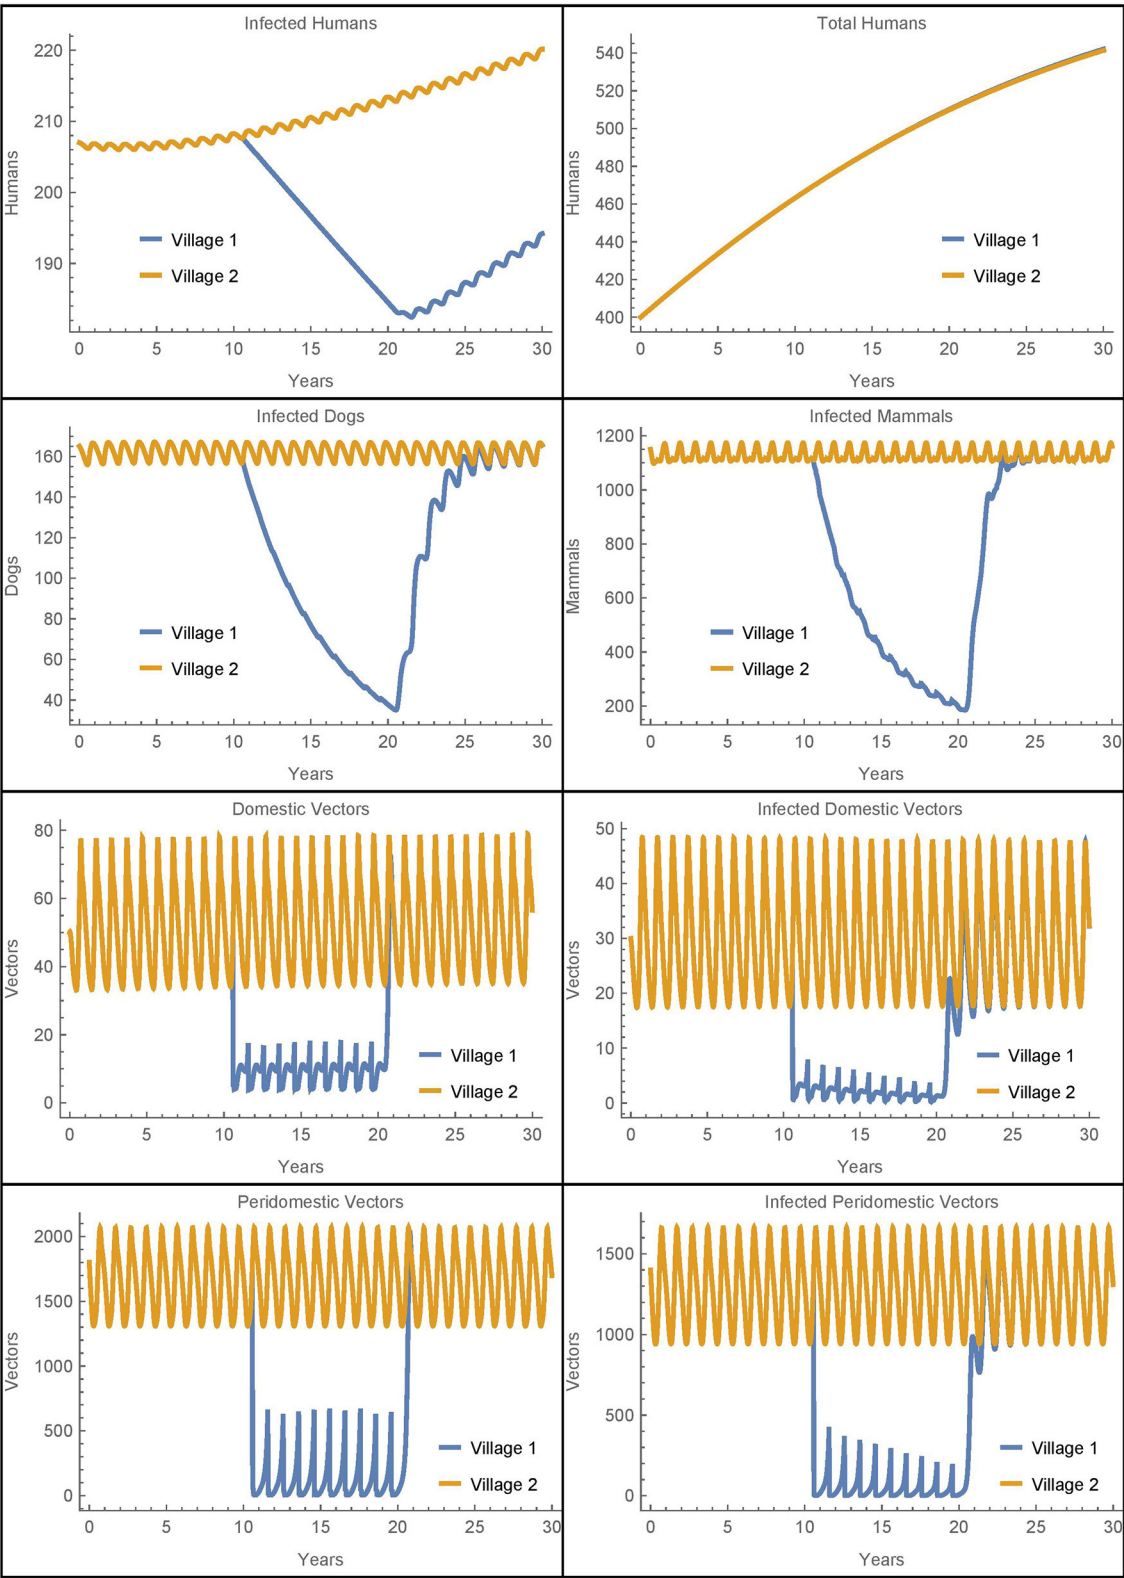 Infected Humans
220
210
200
190
Humans
Village 1
Village 2
0 5 10 15 20 25 30
Years
Total Humans
540
520
500
480
460
440
420
400
Humans
Village 1
Village 2
0 5 10 15 20 25 30
Years
Infected Dogs
160
140
120
100
80
60
40
Dogs
Village 1
Village 2
0 5 10 15 20 25 30
Years
Infected Mammals
1200
1000
800
600
400
200
Mammals
Village 1
Village 2
0 5 10 15 20 25 30
Years
Domestic Vectors
80
60
40
20
0
Vectors
Village 1
Village 2
0 5 10 15 20 25 30
Years
Infected Domestic Vectors
50
40
30
20
10
0
Vectors
Village 1
Village 2
0 5 10 15 20 25 30
Years
Peridomestic Vectors
2000
1500
1000
500
0
Vectors
Village 1
Village 2
0 5 10 15 20 25 30
Years
Infected Peridomestic Vectors
1500
1000
500
0
Vectors
Village 1
Village 2
0 5 10 15 20 25 30
Years